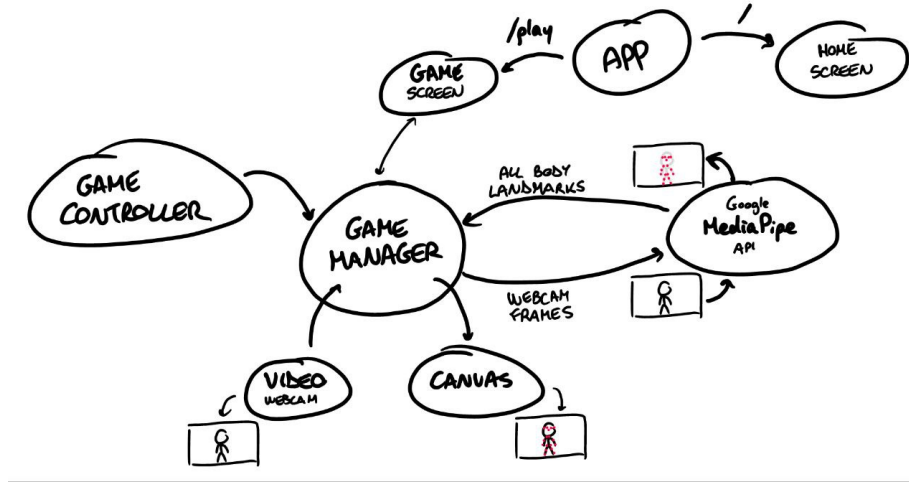 /play
/
APP
HOME
SCREEN
GAME
SCREEN
GAME
CONTROLLER
ALL BODY
LANDMARKS
Google
MediaPipe
API
GAME
MANAGER
WEBCAM
FRAMES
VIDEO
WEBCAM
CANVAS